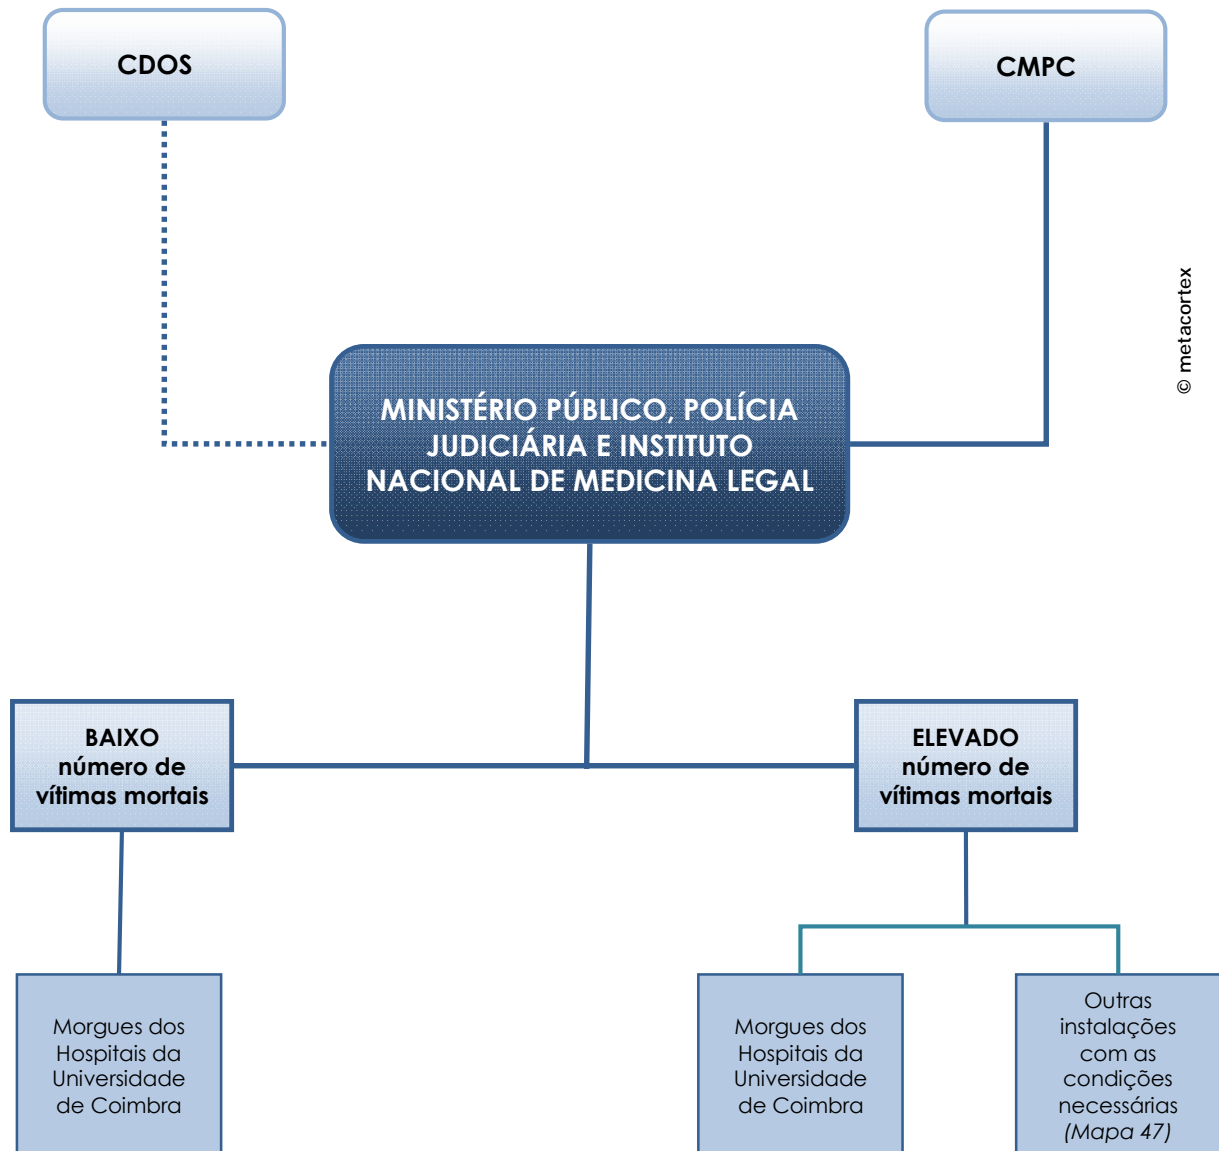 CDOS
CMPC
© metacortex
MINISTÉRIO PÚBLICO, POLÍCIA
JUDICIÁRIA E INSTITUTO
NACIONAL DE MEDICINA LEGAL
BAIXO
número de
vítimas mortais
ELEVADO
número de
vítimas mortais
Morgues dos
Hospitais da
Universidade
de Coimbra
Morgues dos
Hospitais da
Universidade
de Coimbra
Outras
instalações
com as
condições
necessárias
(Mapa 47)